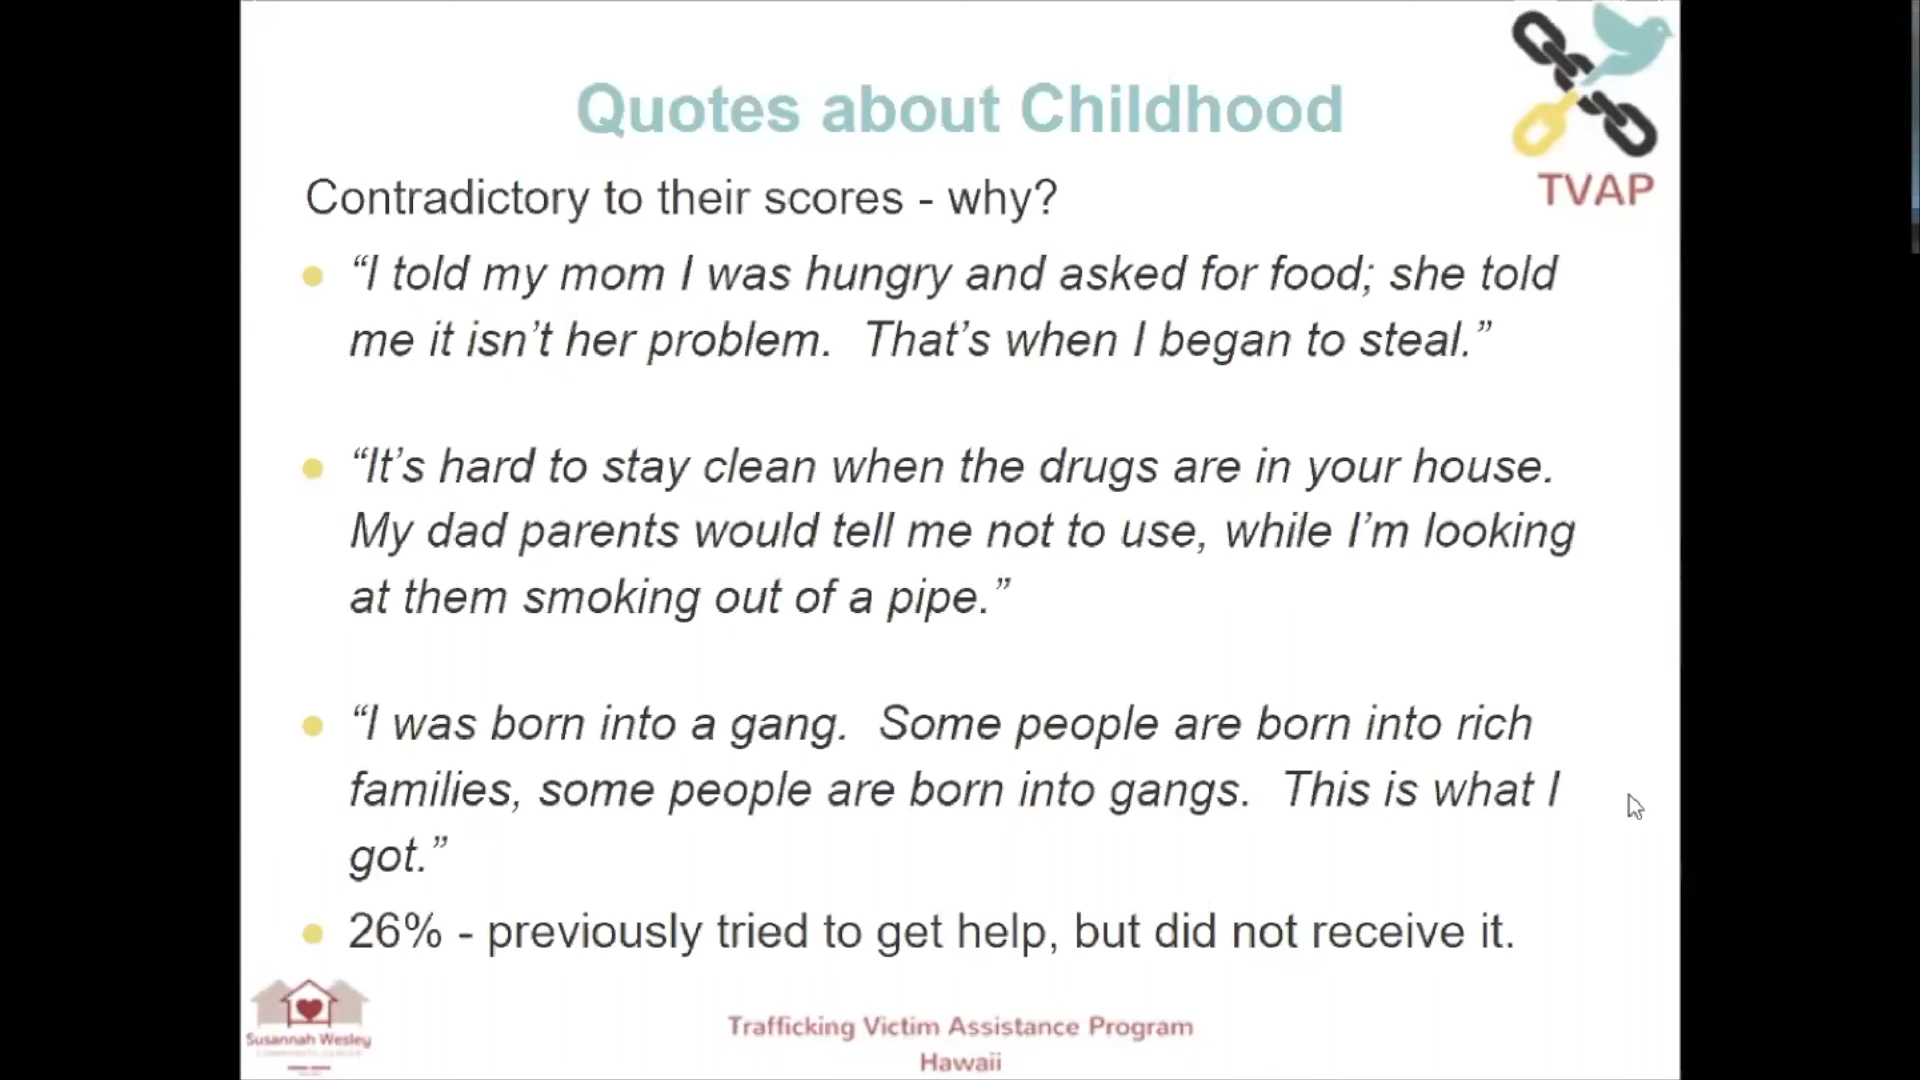 Quotes about Childhood
TVAP
Contradictory to their scores - why?
“I told my mom I was hungry and asked for food; she told
me it isn’t her problem.  That’s when I began to steal.”
“It’s hard to stay clean when the drugs are in your house.
My dad parents would tell me not to use, while I’m looking
at them smoking out of a pipe.”
“I was born into a gang.  Some people are born into rich
families, some people are born into gangs.  This is what I
got.”
26% - previously tried to get help, but did not receive it.
Susannah Wesley
Trafficking Victim Assistance Program
Hawaii